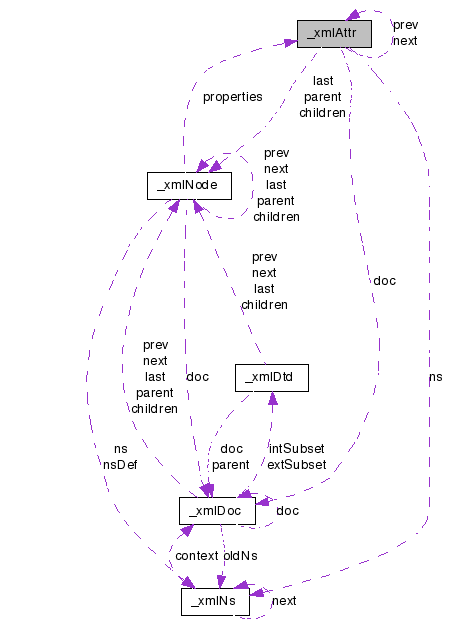 _xmlAttr
prev
next
last
parent
children
properties
prev
next
last
parent
children
_xmlNode
prev
next
last
children
doc
prev
next
last
parent
children
doc
_xmlDtd
ns
ns
nsDef
doc
parent
intSubset
extSubset
_xmlDoc
doc
context
oldNs
_xmlNs
next